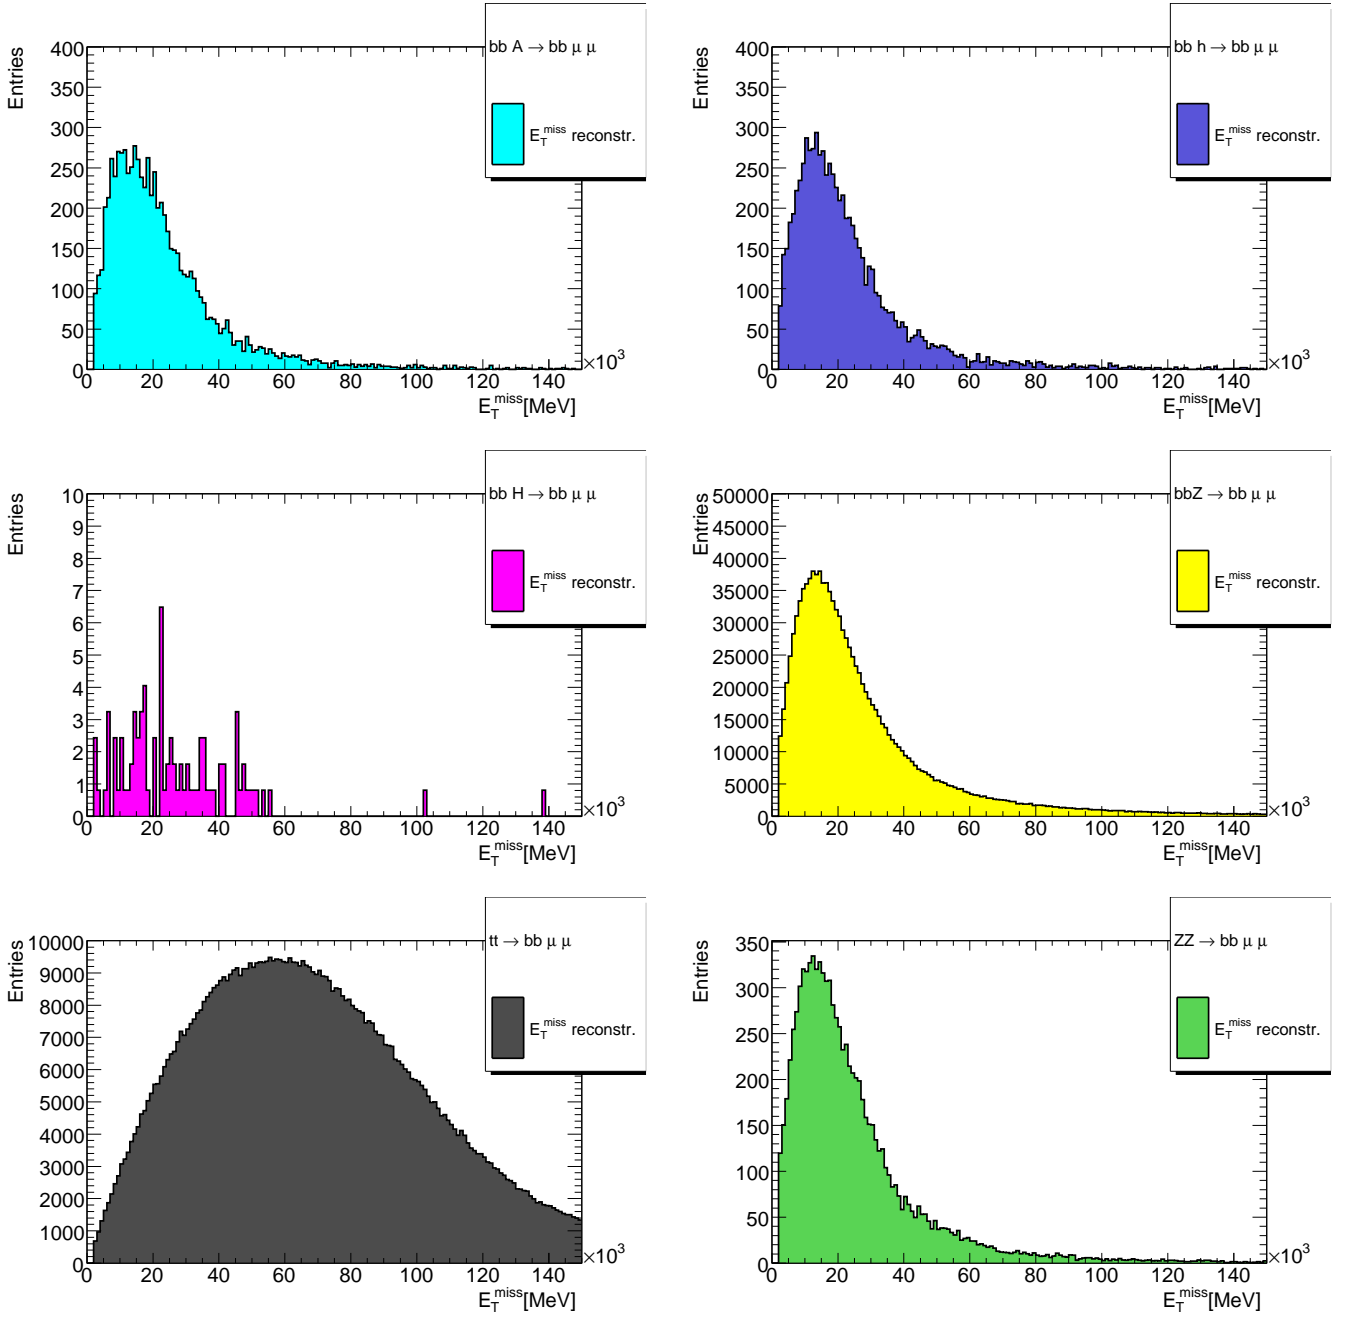 bb A → bb μ μ
E_T^miss reconstr.
Entries
400
350
300
250
200
150
100
50
0
0 20 40 60 80 100 120 140
×10³
E_T^miss[MeV]
bb h → bb μ μ
E_T^miss reconstr.
Entries
400
350
300
250
200
150
100
50
0
0 20 40 60 80 100 120 140
×10³
E_T^miss[MeV]
bb H → bb μ μ
E_T^miss reconstr.
Entries
10
9
8
7
6
5
4
3
2
1
0
0 20 40 60 80 100 120 140
×10³
E_T^miss[MeV]
bbZ → bb μ μ
E_T^miss reconstr.
Entries
50000
45000
40000
35000
30000
25000
20000
15000
10000
5000
0
0 20 40 60 80 100 120 140
×10³
E_T^miss[MeV]
tt → bb μ μ
E_T^miss reconstr.
Entries
10000
9000
8000
7000
6000
5000
4000
3000
2000
1000
0
0 20 40 60 80 100 120 140
×10³
E_T^miss[MeV]
ZZ → bb μ μ
E_T^miss reconstr.
Entries
350
300
250
200
150
100
50
0
0 20 40 60 80 100 120 140
×10³
E_T^miss[MeV]